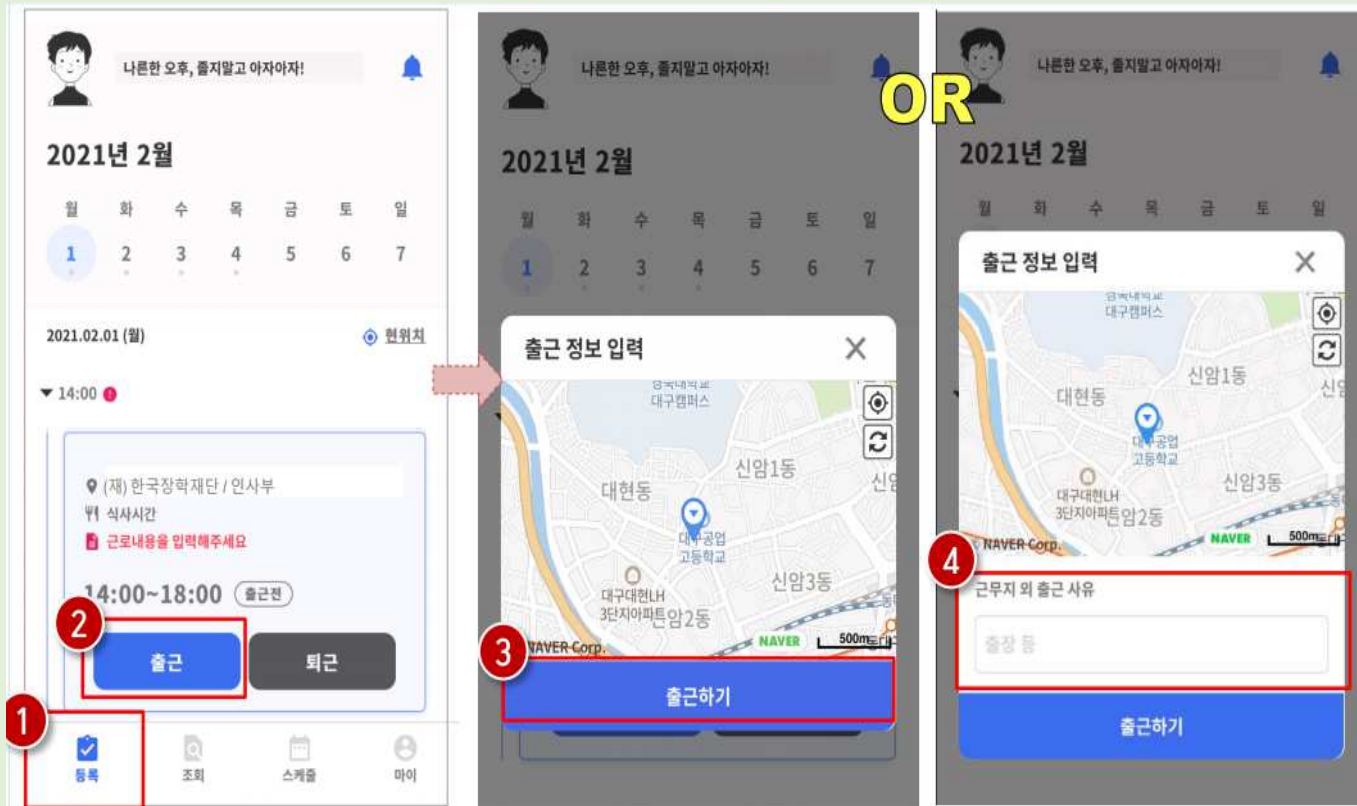 나른한 오후, 졸지말고 아자아자!
2021년 2월
월 화 수 목 금 토 일
1 2 3 4 5 6 7
2021.02.01 (월)
현위치
14:00
(재) 한국장학재단 / 인사부
식사시간
근로내용을 입력해주세요
14:00~18:00 출근전
2
출근 퇴근
1
등록 조회 스케줄 마이
나른한 오후, 졸지말고 아자아자!
2021년 2월
월 화 수 목 금 토 일
1 2 3 4 5 6 7
출근 정보 입력
대구캠퍼스
신암1동
대현동
대구공업
고등학교
신암3동
대구대현LH
3단지아파트
신암2동
NAVER Corp.
NAVER 500m
3
출근하기
OR
나른한 오후, 졸지말고 아자아자!
2021년 2월
월 화 수 목 금 토 일
출근 정보 입력
대구캠퍼스
신암1동
대현동
대구공업
고등학교
신암3동
대구대현LH
3단지아파트
신암2동
NAVER Corp.
NAVER 500m
4
근무지 외 출근 사유
출장 등
출근하기